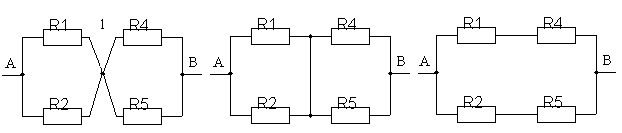 R1 1 R4 R1 R4 R1 R4
A B A B A B
R2 R5 R2 R5 R2 R5